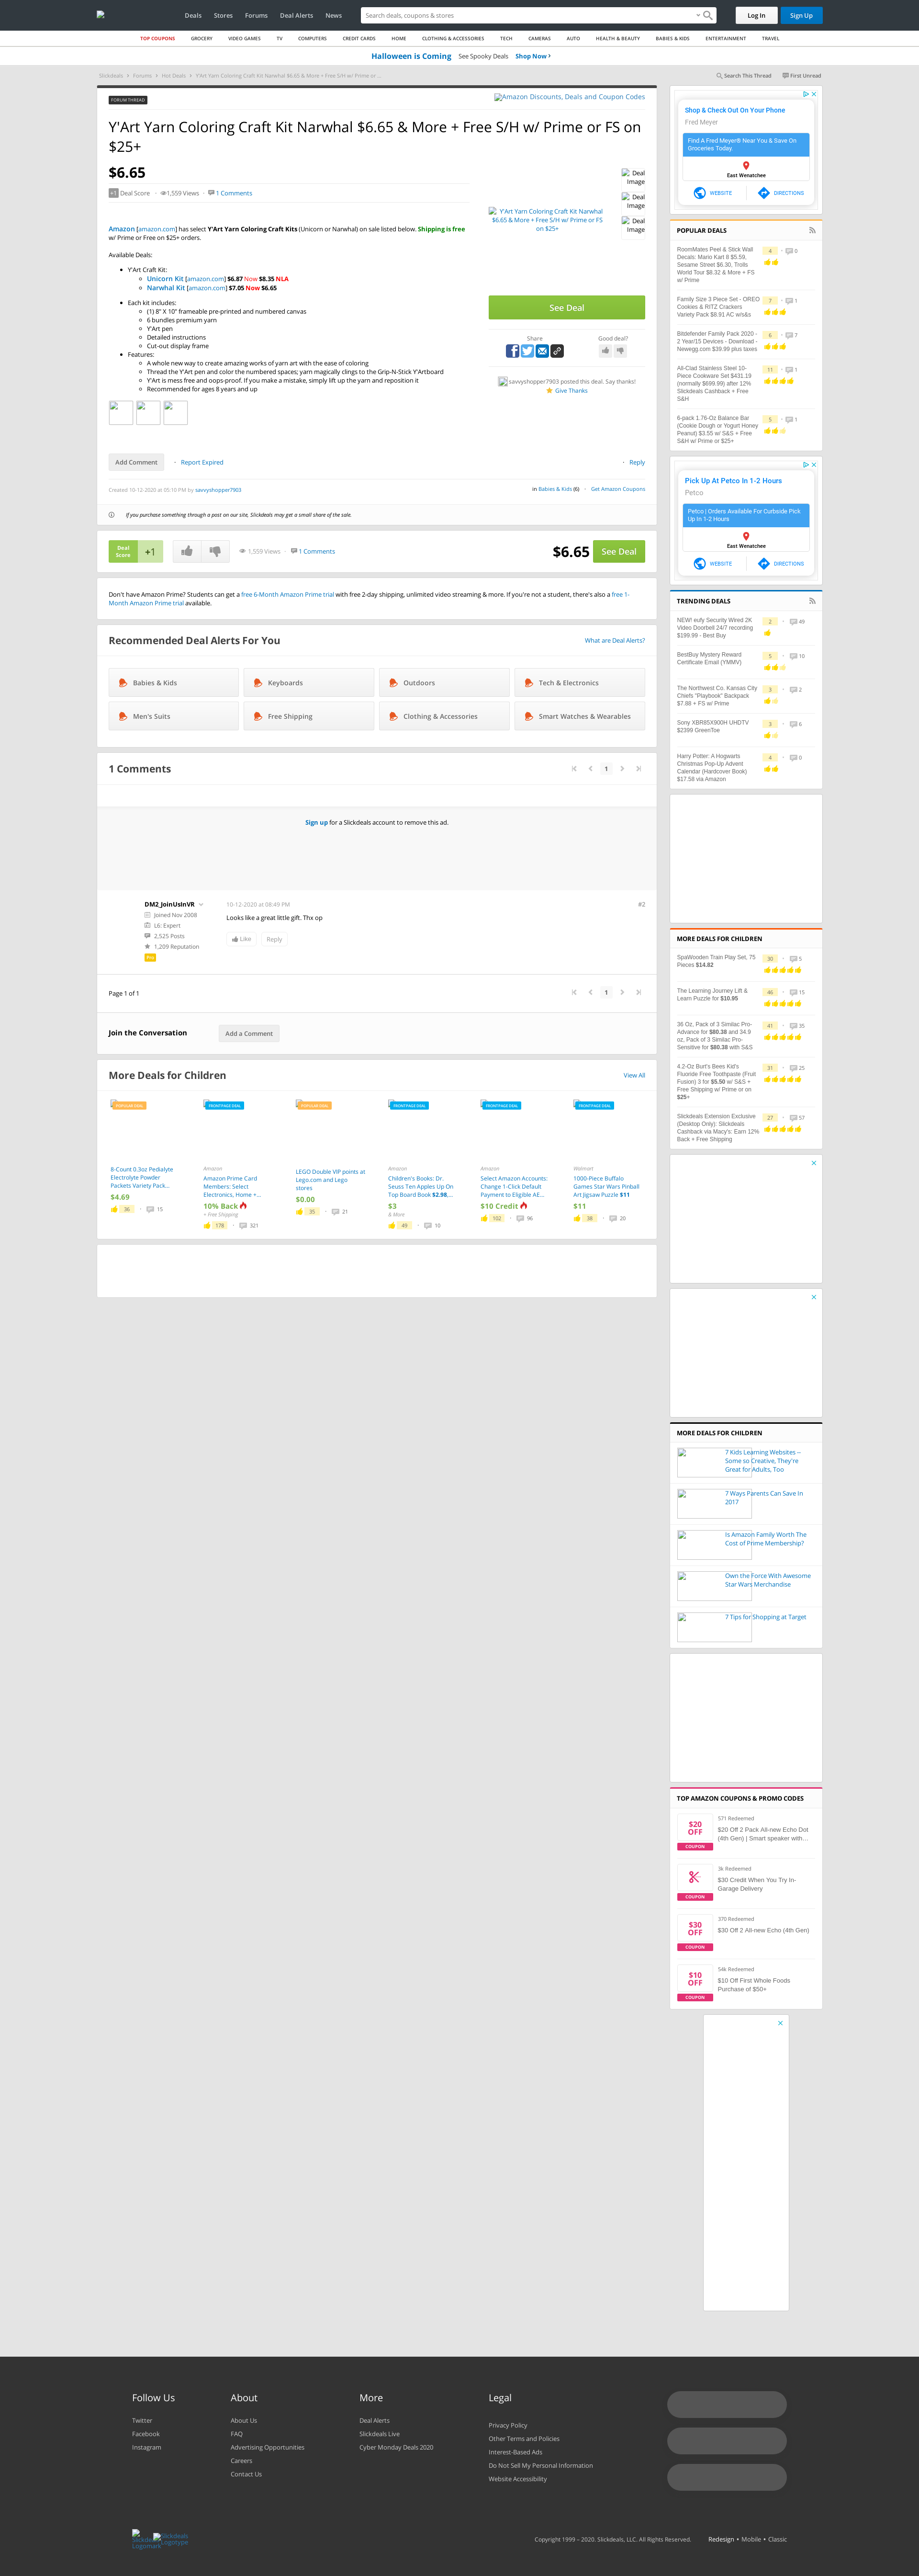 Deals Stores Forums Deal Alerts News
Search deals, coupons & stores
Log In
Sign Up
TOP COUPONS GROCERY VIDEO GAMES TV COMPUTERS CREDIT CARDS HOME CLOTHING & ACCESSORIES TECH CAMERAS AUTO HEALTH & BEAUTY BABIES & KIDS ENTERTAINMENT TRAVEL
Halloween is Coming See Spooky Deals Shop Now ›
Slickdeals › Forums › Hot Deals › Y'Art Yarn Coloring Craft Kit Narwhal $6.65 & More + Free S/H w/ Prime or ...
Search This Thread First Unread
FORUM THREAD
Amazon Discounts, Deals and Coupon Codes
Y'Art Yarn Coloring Craft Kit Narwhal $6.65 & More + Free S/H w/ Prime or FS on
$25+
$6.65
+1 Deal Score 1,559 Views 1 Comments
Amazon [amazon.com] has select Y'Art Yarn Coloring Craft Kits (Unicorn or Narwhal) on sale listed below. Shipping is free
w/ Prime or Free on $25+ orders.
Available Deals:
Y'Art Craft Kit:
Unicorn Kit [amazon.com] $6.87 Now $8.35 NLA
Narwhal Kit [amazon.com] $7.05 Now $6.65
Each kit includes:
(1) 8" X 10" frameable pre-printed and numbered canvas
6 bundles premium yarn
Y'Art pen
Detailed instructions
Cut-out display frame
Features:
A whole new way to create amazing works of yarn art with the ease of coloring
Thread the Y'Art pen and color the numbered spaces; yarn magically clings to the Grip-N-Stick Y'Artboard
Y'Art is mess free and oops-proof. If you make a mistake, simply lift up the yarn and reposition it
Recommended for ages 8 years and up
Y'Art Yarn Coloring Craft Kit Narwhal
$6.65 & More + Free S/H w/ Prime or FS
on $25+
Deal
Image
Deal
Image
Deal
Image
See Deal
Share
Good deal?
savvyshopper7903 posted this deal. Say thanks!
Give Thanks
Add Comment
Report Expired
Reply
Created 10-12-2020 at 05:10 PM by savvyshopper7903
in Babies & Kids (6) Get Amazon Coupons
If you purchase something through a post on our site, Slickdeals may get a small share of the sale.
Deal
Score
+1
1,559 Views 1 Comments
$6.65
See Deal
Don't have Amazon Prime? Students can get a free 6-Month Amazon Prime trial with free 2-day shipping, unlimited video streaming & more. If you're not a student, there's also a free 1-
Month Amazon Prime trial available.
Recommended Deal Alerts For You
What are Deal Alerts?
Babies & Kids
Keyboards
Outdoors
Tech & Electronics
Men's Suits
Free Shipping
Clothing & Accessories
Smart Watches & Wearables
1 Comments
1
Sign up for a Slickdeals account to remove this ad.
DM2_JoinUsInVR
Joined Nov 2008
L6: Expert
2,525 Posts
1,209 Reputation
Pro
10-12-2020 at 08:49 PM
#2
Looks like a great little gift. Thx op
Like
Reply
Page 1 of 1
1
Join the Conversation
Add a Comment
More Deals for Children
View All
POPULAR DEAL
8-Count 0.3oz Pedialyte
Electrolyte Powder
Packets Variety Pack...
$4.69
36 15
FRONTPAGE DEAL
Amazon
Amazon Prime Card
Members: Select
Electronics, Home +...
10% Back
+ Free Shipping
178 321
POPULAR DEAL
LEGO Double VIP points at
Lego.com and Lego
stores
$0.00
35 21
FRONTPAGE DEAL
Amazon
Children's Books: Dr.
Seuss Ten Apples Up On
Top Board Book $2.98,...
$3
& More
49 10
FRONTPAGE DEAL
Amazon
Select Amazon Accounts:
Change 1-Click Default
Payment to Eligible AE...
$10 Credit
102 96
FRONTPAGE DEAL
Walmart
1000-Piece Buffalo
Games Star Wars Pinball
Art Jigsaw Puzzle $11
$11
38 20
Shop & Check Out On Your Phone
Fred Meyer
Find A Fred Meyer® Near You & Save On
Groceries Today.
East Wenatchee
WEBSITE
DIRECTIONS
POPULAR DEALS
RoomMates Peel & Stick Wall
Decals: Mario Kart 8 $5.59,
Sesame Street $6.30, Trolls
World Tour $8.32 & More + FS
w/ Prime
4 0
Family Size 3 Piece Set - OREO
Cookies & RITZ Crackers
Variety Pack $8.91 AC w/s&s
7 1
Bitdefender Family Pack 2020 -
2 Year/15 Devices - Download -
Newegg.com $39.99 plus taxes
6 7
All-Clad Stainless Steel 10-
Piece Cookware Set $431.19
(normally $699.99) after 12%
Slickdeals Cashback + Free
S&H
11 1
6-pack 1.76-Oz Balance Bar
(Cookie Dough or Yogurt Honey
Peanut) $3.55 w/ S&S + Free
S&H w/ Prime or $25+
5 1
Pick Up At Petco In 1-2 Hours
Petco
Petco | Orders Available For Curbside Pick
Up In 1-2 Hours
East Wenatchee
WEBSITE
DIRECTIONS
TRENDING DEALS
NEW! eufy Security Wired 2K
Video Doorbell 24/7 recording
$199.99 - Best Buy
2 49
BestBuy Mystery Reward
Certificate Email (YMMV)
5 10
The Northwest Co. Kansas City
Chiefs "Playbook" Backpack
$7.88 + FS w/ Prime
3 2
Sony XBR85X900H UHDTV
$2399 GreenToe
3 6
Harry Potter: A Hogwarts
Christmas Pop-Up Advent
Calendar (Hardcover Book)
$17.58 via Amazon
4 0
MORE DEALS FOR CHILDREN
SpaWooden Train Play Set, 75
Pieces $14.82
30 5
The Learning Journey Lift &
Learn Puzzle for $10.95
46 15
36 Oz, Pack of 3 Similac Pro-
Advance for $80.38 and 34.9
oz, Pack of 3 Similac Pro-
Sensitive for $80.38 with S&S
41 35
4.2-Oz Burt's Bees Kid's
Fluoride Free Toothpaste (Fruit
Fusion) 3 for $5.50 w/ S&S +
Free Shipping w/ Prime or on
$25+
31 25
Slickdeals Extension Exclusive
(Desktop Only): Slickdeals
Cashback via Macy's: Earn 12%
Back + Free Shipping
27 57
MORE DEALS FOR CHILDREN
7 Kids Learning Websites --
Some so Creative, They're
Great for Adults, Too
7 Ways Parents Can Save In
2017
Is Amazon Family Worth The
Cost of Prime Membership?
Own the Force With Awesome
Star Wars Merchandise
7 Tips for Shopping at Target
TOP AMAZON COUPONS & PROMO CODES
$20
OFF
COUPON
571 Redeemed
$20 Off 2 Pack All-new Echo Dot
(4th Gen) | Smart speaker with…
COUPON
3k Redeemed
$30 Credit When You Try In-
Garage Delivery
$30
OFF
COUPON
370 Redeemed
$30 Off 2 All-new Echo (4th Gen)
$10
OFF
COUPON
54k Redeemed
$10 Off First Whole Foods
Purchase of $50+
Follow Us
Twitter
Facebook
Instagram
About
About Us
FAQ
Advertising Opportunities
Careers
Contact Us
More
Deal Alerts
Slickdeals Live
Cyber Monday Deals 2020
Legal
Privacy Policy
Other Terms and Policies
Interest-Based Ads
Do Not Sell My Personal Information
Website Accessibility
Slickdeals
Logotype
Copyright 1999 – 2020. Slickdeals, LLC. All Rights Reserved. Redesign • Mobile • Classic